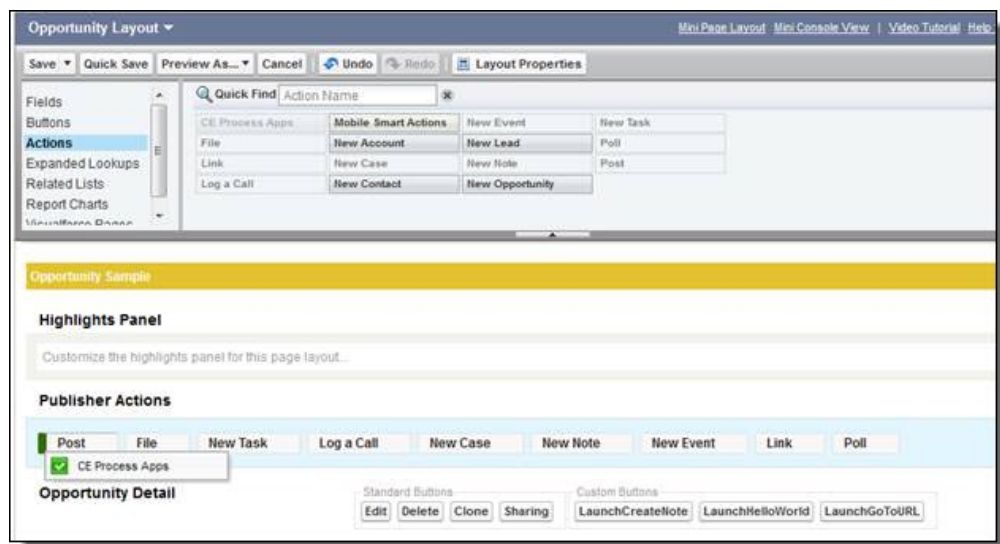 Opportunity Layout
Mini Page Layout Mini Console View | Video Tutorial Help
Save Quick Save Preview As... Cancel Undo Redo Layout Properties
Fields
Buttons
Actions
Expanded Lookups
Related Lists
Report Charts
Visualforce Pages
Quick Find Action Name
CE Process Apps Mobile Smart Actions New Event New Task
File New Account New Lead Poll
Link New Case New Note Post
Log a Call New Contact New Opportunity
Opportunity Sample
Highlights Panel
Customize the highlights panel for this page layout...
Publisher Actions
Post File New Task Log a Call New Case New Note New Event Link Poll
CE Process Apps
Opportunity Detail
Standard Buttons
Edit Delete Clone Sharing
Custom Buttons
LaunchCreateNote LaunchHelloWorld LaunchGoToURL